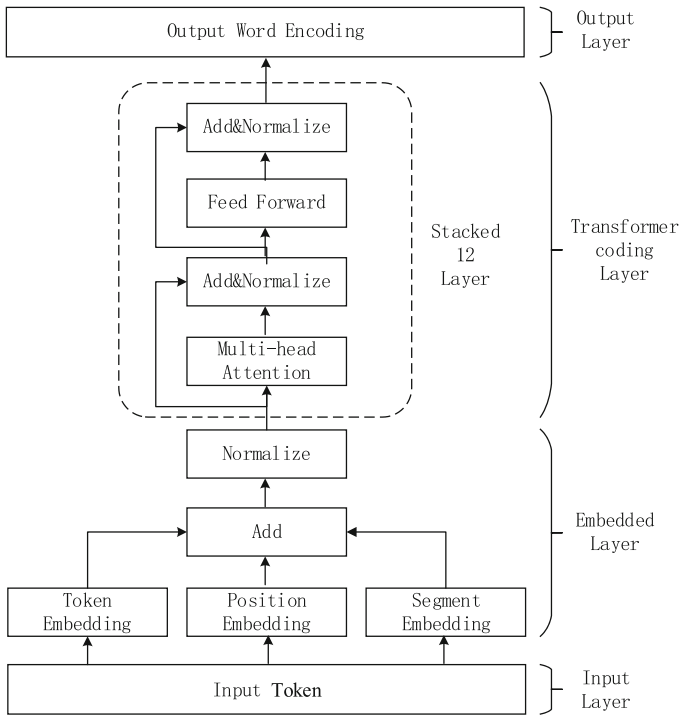 Output Word Encoding
Output
Layer
Add&Normalize
Feed Forward
Add&Normalize
Multi-head
Attention
Stacked
12
Layer
Transformer
coding
Layer
Normalize
Add
Token
Embedding
Position
Embedding
Segment
Embedding
Embedded
Layer
Input Token
Input
Layer